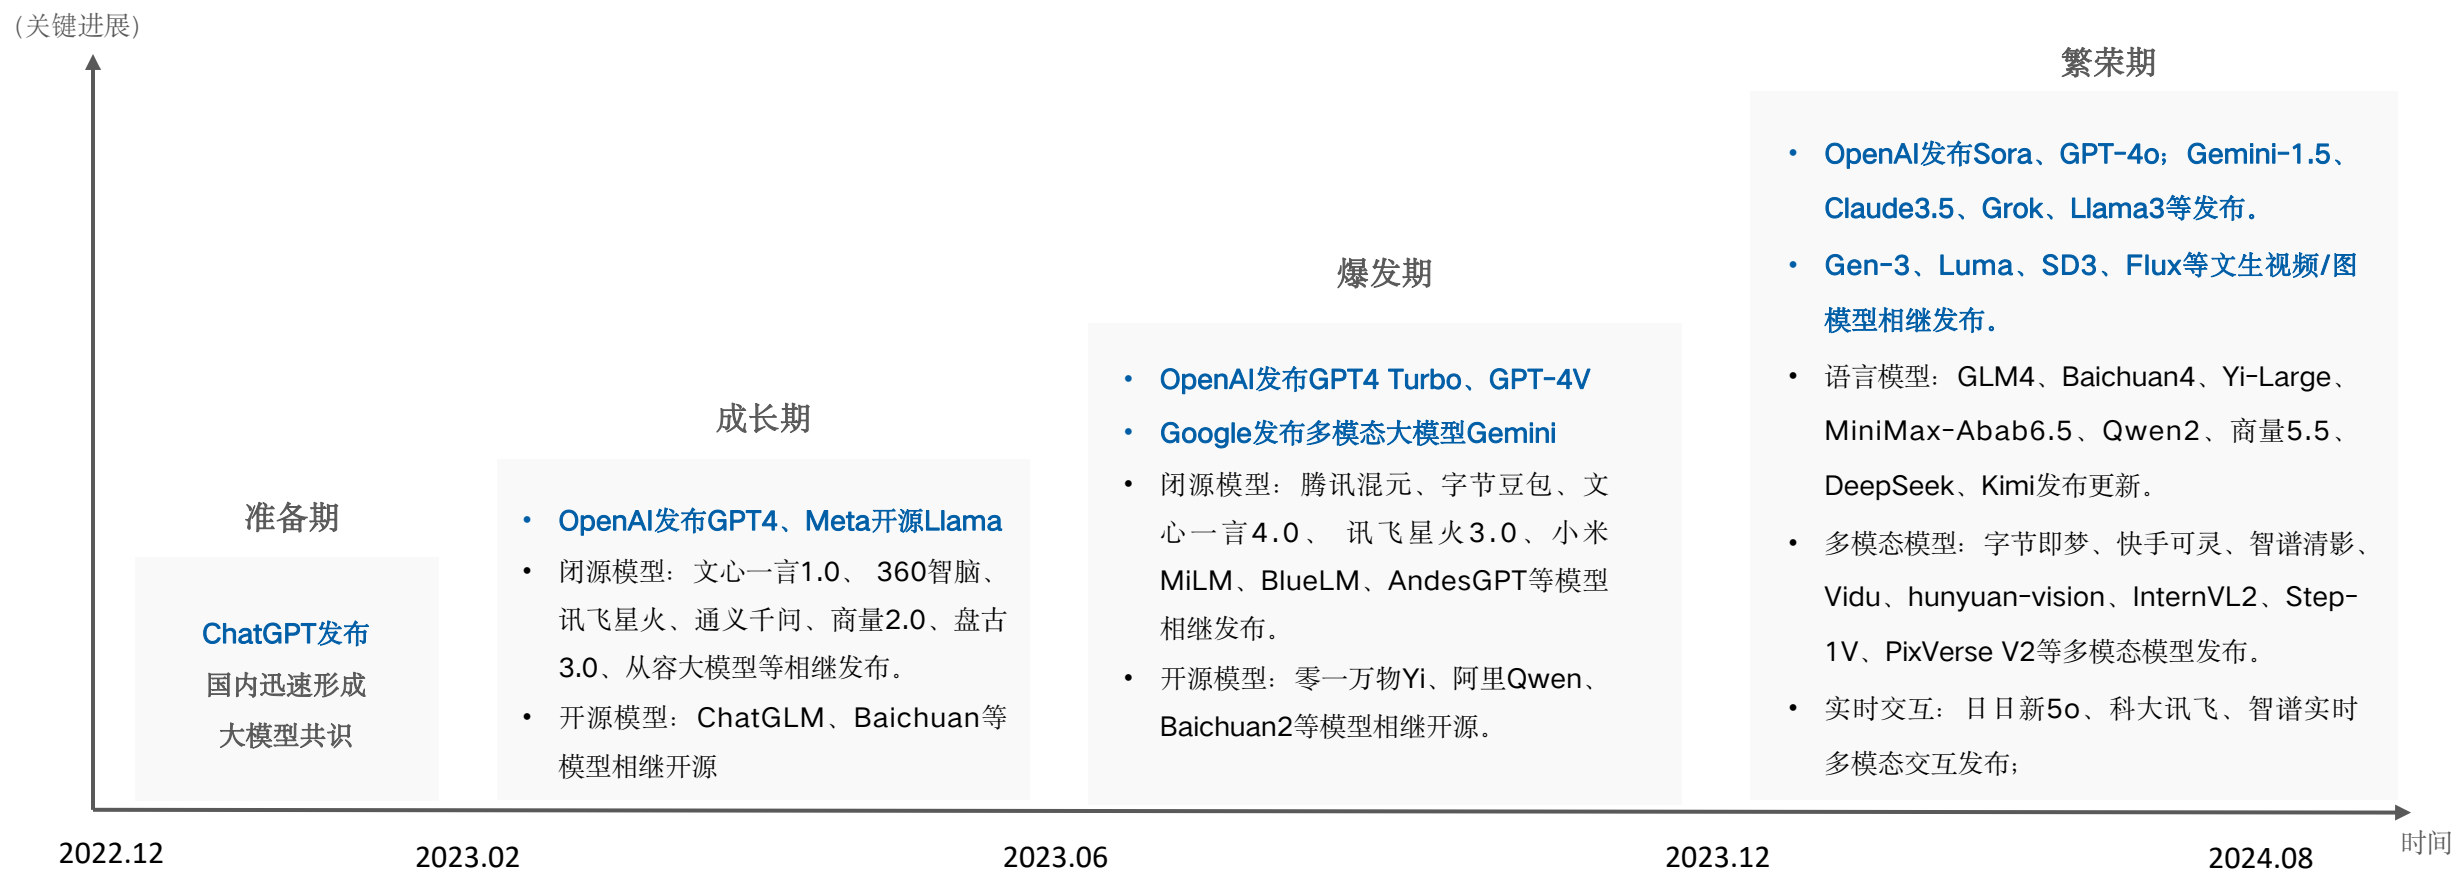 (关键进展)
准备期
ChatGPT发布
国内迅速形成
大模型共识
成长期
• OpenAI发布GPT4、Meta开源Llama
• 闭源模型：文心一言1.0、 360智脑、
讯飞星火、通义千问、商量2.0、盘古
3.0、从容大模型等相继发布。
• 开源模型：ChatGLM、Baichuan等
模型相继开源
爆发期
• OpenAI发布GPT4 Turbo、GPT-4V
• Google发布多模态大模型Gemini
• 闭源模型：腾讯混元、字节豆包、文
心一言4.0、 讯飞星火3.0、小米
MiLM、BlueLM、AndesGPT等模型
相继发布。
• 开源模型：零一万物Yi、阿里Qwen、
Baichuan2等模型相继开源。
繁荣期
• OpenAI发布Sora、GPT-4o；Gemini-1.5、
Claude3.5、Grok、Llama3等发布。
• Gen-3、Luma、SD3、Flux等文生视频/图
模型相继发布。
• 语言模型：GLM4、Baichuan4、Yi-Large、
MiniMax-Abab6.5、Qwen2、商量5.5、
DeepSeek、Kimi发布更新。
• 多模态模型：字节即梦、快手可灵、智谱清影、
Vidu、hunyuan-vision、InternVL2、Step-
1V、PixVerse V2等多模态模型发布。
• 实时交互：日日新5o、科大讯飞、智谱实时
多模态交互发布；
2022.12
2023.02
2023.06
2023.12
2024.08
时间